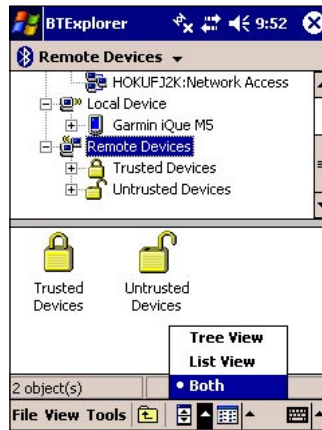 BTExplorer 9:52
Remote Devices
HOKUFJ2K:Network Access
Local Device
Garmin iQue M5
Remote Devices
Trusted Devices
Untrusted Devices
Trusted Untrusted
Devices Devices
Tree View
List View
Both
2 object(s)
File View Tools